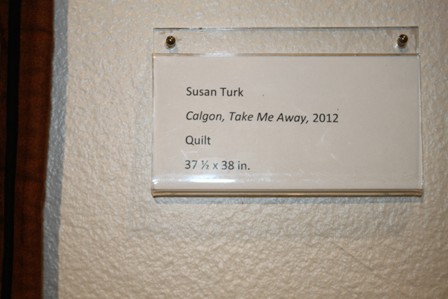 Susan Turk
Calgon, Take Me Away, 2012
Quilt
37 ½ x 38 in.